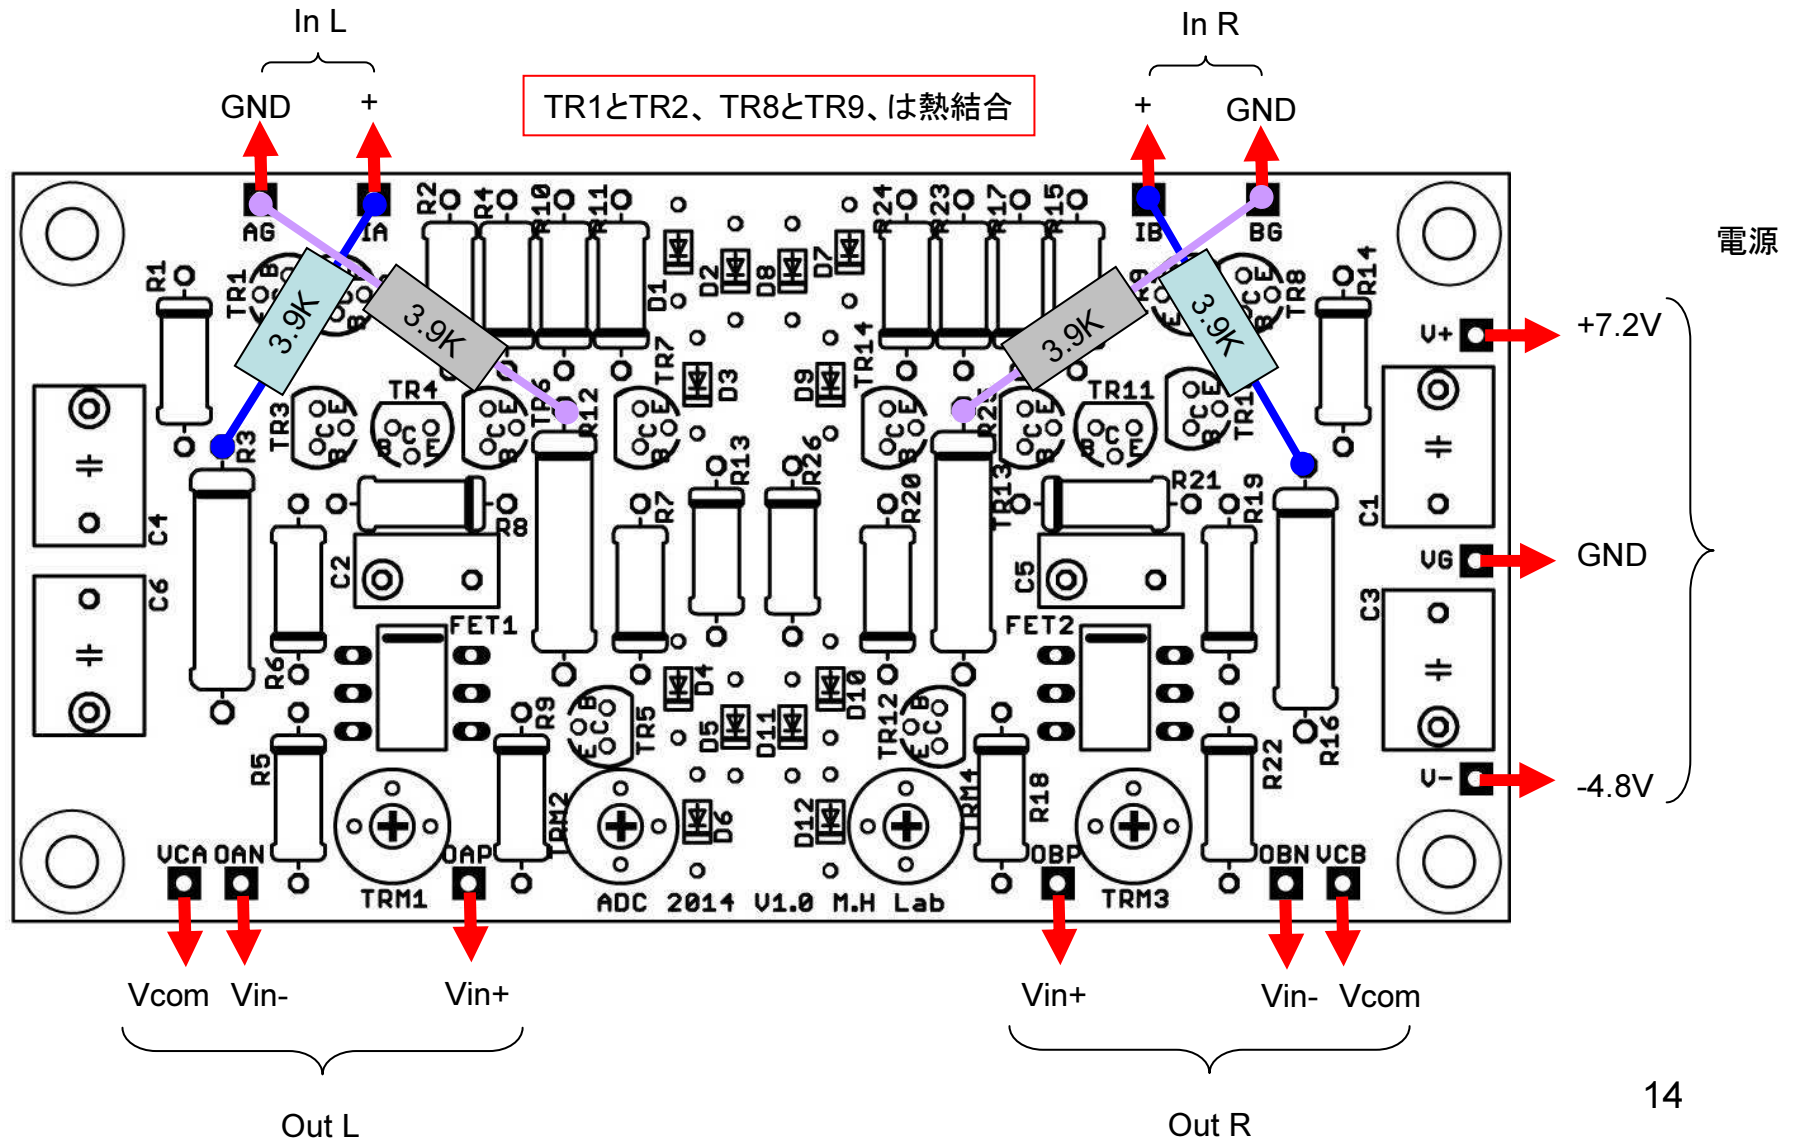 In L
In R
GND
+
TR1とTR2、TR8とTR9、は熱結合
+
GND
電源
AG
IA
R2
R4
R10
R11
R24
R23
R17
R15
IB
BG
R1
TR1
B
C
B
3.9K
3.9K
D1
D2
D8
D7
3.9K
3.9K
R9
E
E
C
B
TR8
R14
V+
+7.2V
TR3
C
E
B
TR4
B
C
E
TR6
C
E
B
R12
TR7
C
E
B
D3
D9
TR14
C
E
B
R25
C
E
B
TR11
B
C
E
C
E
B
R3
C4
C6
R8
C2
R7
R13
R26
R20
TR13
R21
C5
R19
C1
VG
GND
C3
FET1
FET2
R6
R5
R9
B
C
E
TR5
D4
D5
D11
D10
TR12
B
C
E
R22
R16
V-
-4.8V
TRM2
D6
D12
TRM4
R18
VCA
OAN
OAP
OBP
OBN
VCB
TRM1
ADC 2014 V1.0 M.H Lab
TRM3
Vcom
Vin-
Vin+
Vin+
Vin-
Vcom
14
Out L
Out R